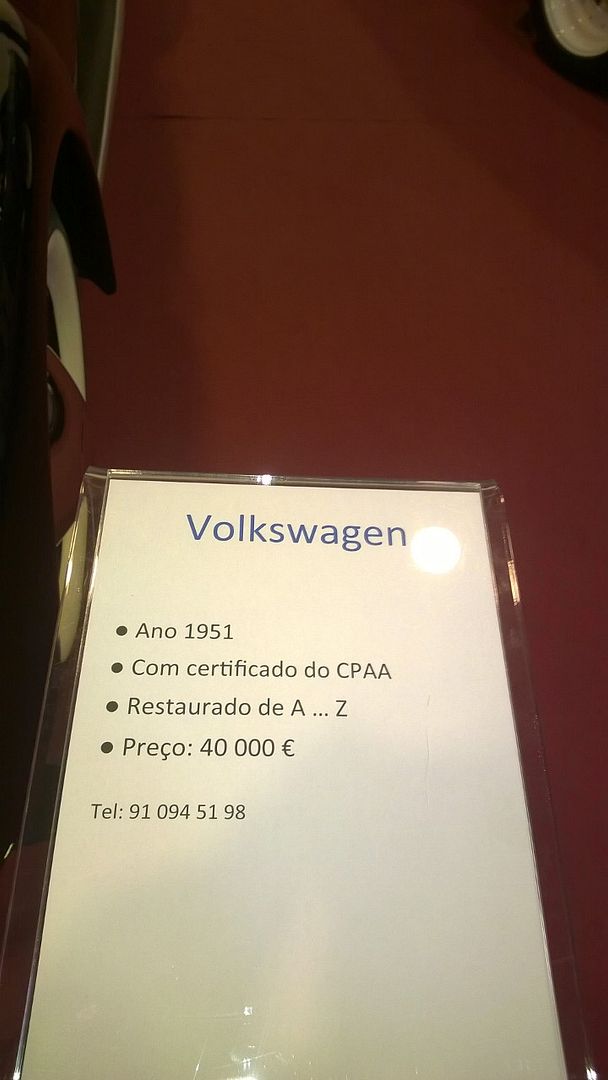 Volkswagen
• Ano 1951
• Com certificado do CPAA
• Restaurado de A ... Z
• Preço: 40 000 €
Tel: 91 094 51 98